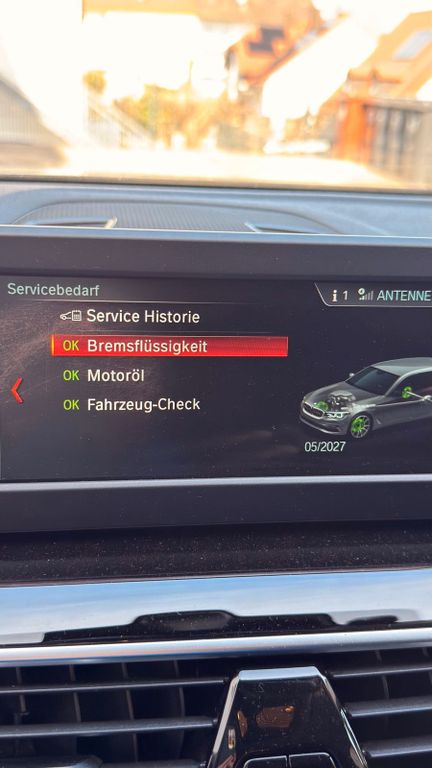 Servicebedarf
i 1 ANTENNE
Service Historie
OK Bremsflüssigkeit
OK Motoröl
OK Fahrzeug-Check
05/2027